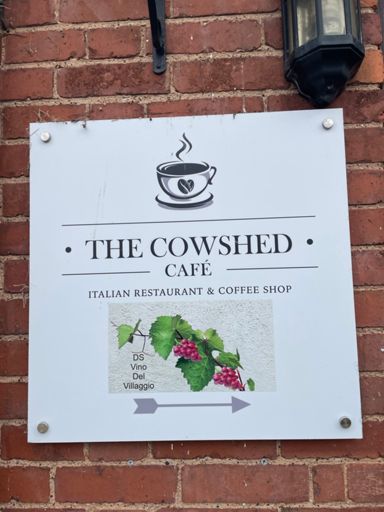 • THE COWSHED •
CAFÉ
ITALIAN RESTAURANT & COFFEE SHOP
DS
Vino
Del
Villaggio